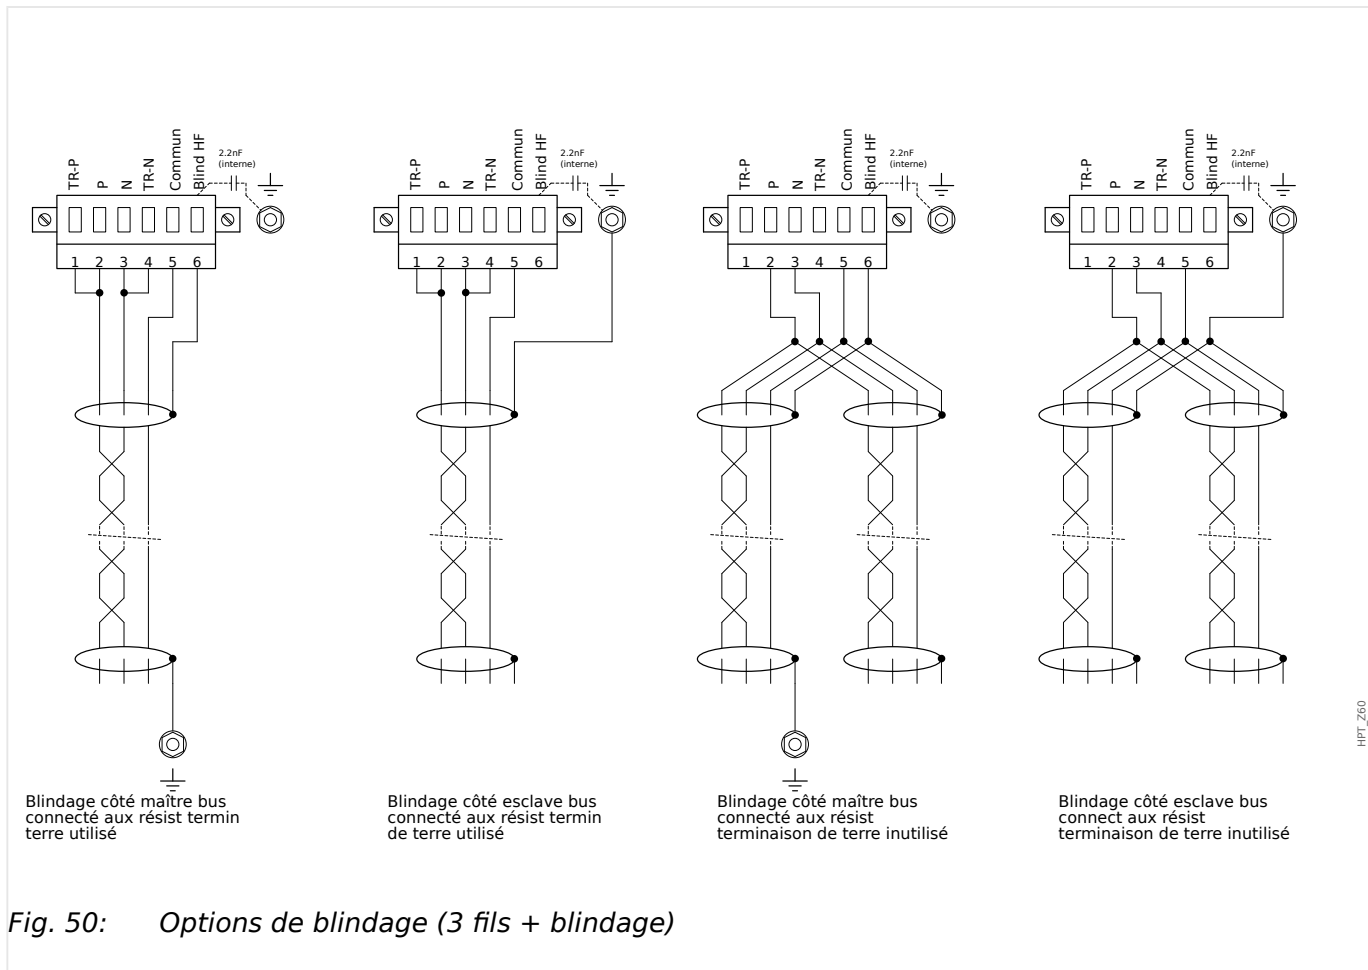 TR-P P N TR-N Commun Blind HF 2.2nF (interne)
1 2 3 4 5 6
TR-P P N TR-N Commun Blind HF 2.2nF (interne)
1 2 3 4 5 6
TR-P P N TR-N Commun Blind HF 2.2nF (interne)
1 2 3 4 5 6
TR-P P N TR-N Commun Blind HF 2.2nF (interne)
1 2 3 4 5 6
HPT_Z60
Blindage côté maître bus
connecté aux résist termin
terre utilisé
Blindage côté esclave bus
connecté aux résist termin
de terre utilisé
Blindage côté maître bus
connecté aux résist
terminaison de terre inutilisé
Blindage côté esclave bus
connect aux résist
terminaison de terre inutilisé
Fig. 50: Options de blindage (3 fils + blindage)